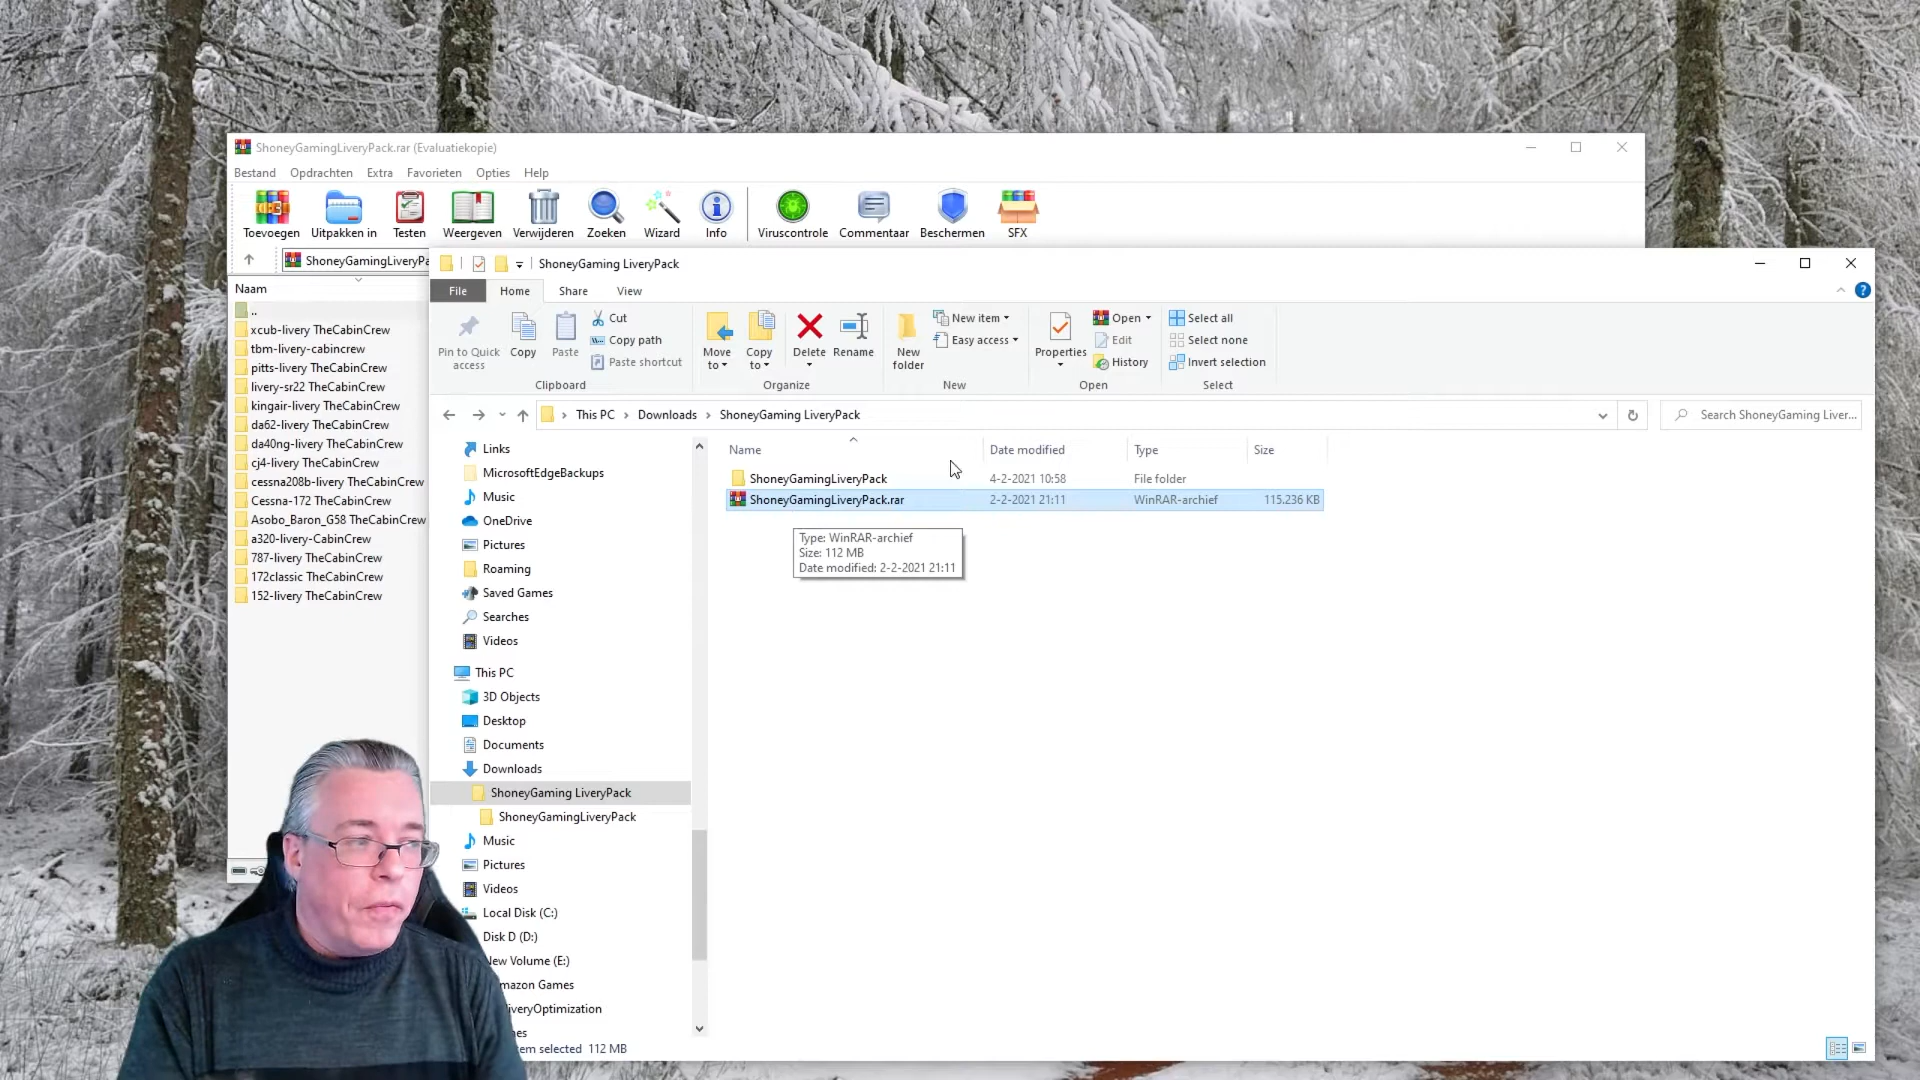 ShoneyGamingLiveryPack.rar (Evaluatiekopie)
Bestand Opdrachten Extra Favorieten Opties Help
Toevoegen Uitpakken in Testen Weergeven Verwijderen Zoeken Wizard Info Viruscontrole Commentaar Beschermen SFX
ShoneyGamingLiveryPa
Naam
..
xcub-livery TheCabinCrew
tbm-livery-cabincrew
pitts-livery TheCabinCrew
livery-sr22 TheCabinCrew
kingair-livery TheCabinCrew
da62-livery TheCabinCrew
da40ng-livery TheCabinCrew
cj4-livery TheCabinCrew
cessna208b-livery TheCabinCrew
Cessna-172 TheCabinCrew
Asobo_Baron_G58 TheCabinCrew
a320-livery-CabinCrew
787-livery TheCabinCrew
172classic TheCabinCrew
152-livery TheCabinCrew
ShoneyGaming LiveryPack
File Home Share View
Pin to Quick access
Copy
Paste
Cut
Copy path
Paste shortcut
Clipboard
Move to
Copy to
Delete
Rename
Organize
New folder
New item
Easy access
New
Properties
Open
Edit
History
Open
Select all
Select none
Invert selection
Select
This PC > Downloads > ShoneyGaming LiveryPack
Search ShoneyGaming Liver...
Links
MicrosoftEdgeBackups
Music
OneDrive
Pictures
Roaming
Saved Games
Searches
Videos
This PC
3D Objects
Desktop
Documents
Downloads
ShoneyGaming LiveryPack
ShoneyGamingLiveryPack
Music
Pictures
Videos
Local Disk (C:)
Disk D (D:)
New Volume (E:)
mazon Games
iveryOptimization
mes
em selected 112 MB
Name Date modified Type Size
ShoneyGamingLiveryPack 4-2-2021 10:58 File folder
ShoneyGamingLiveryPack.rar 2-2-2021 21:11 WinRAR-archief 115.236 KB
Type: WinRAR-archief
Size: 112 MB
Date modified: 2-2-2021 21:11